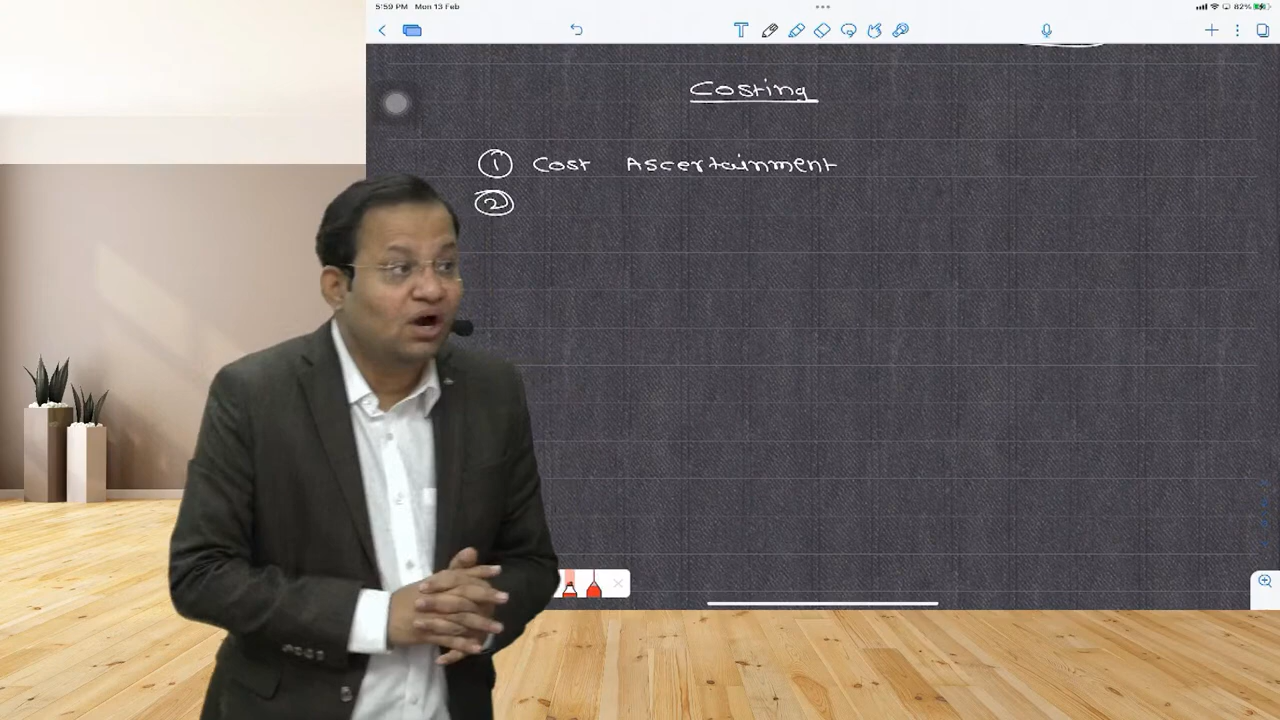 5:59 PM Mon 13 Feb
82%
T
Costing
① Cost Ascertainment
②